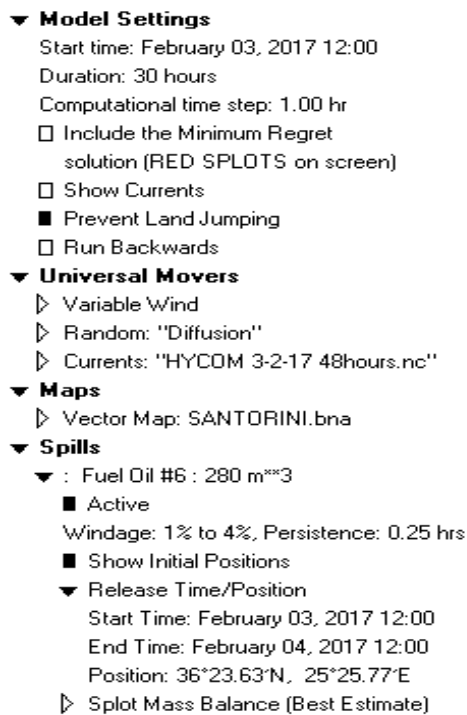 Model Settings
Start time: February 03, 2017 12:00
Duration: 30 hours
Computational time step: 1.00 hr
Include the Minimum Regret
solution (RED SPLOTS on screen)
Show Currents
Prevent Land Jumping
Run Backwards
Universal Movers
Variable Wind
Random: "Diffusion"
Currents: "HYCOM 3-2-17 48hours.nc"
Maps
Vector Map: SANTORINI.bna
Spills
: Fuel Oil #6 : 280 m**3
Active
Windage: 1% to 4%, Persistence: 0.25 hrs
Show Initial Positions
Release Time/Position
Start Time: February 03, 2017 12:00
End Time: February 04, 2017 12:00
Position: 36°23.63'N, 25°25.77'E
Splot Mass Balance (Best Estimate)